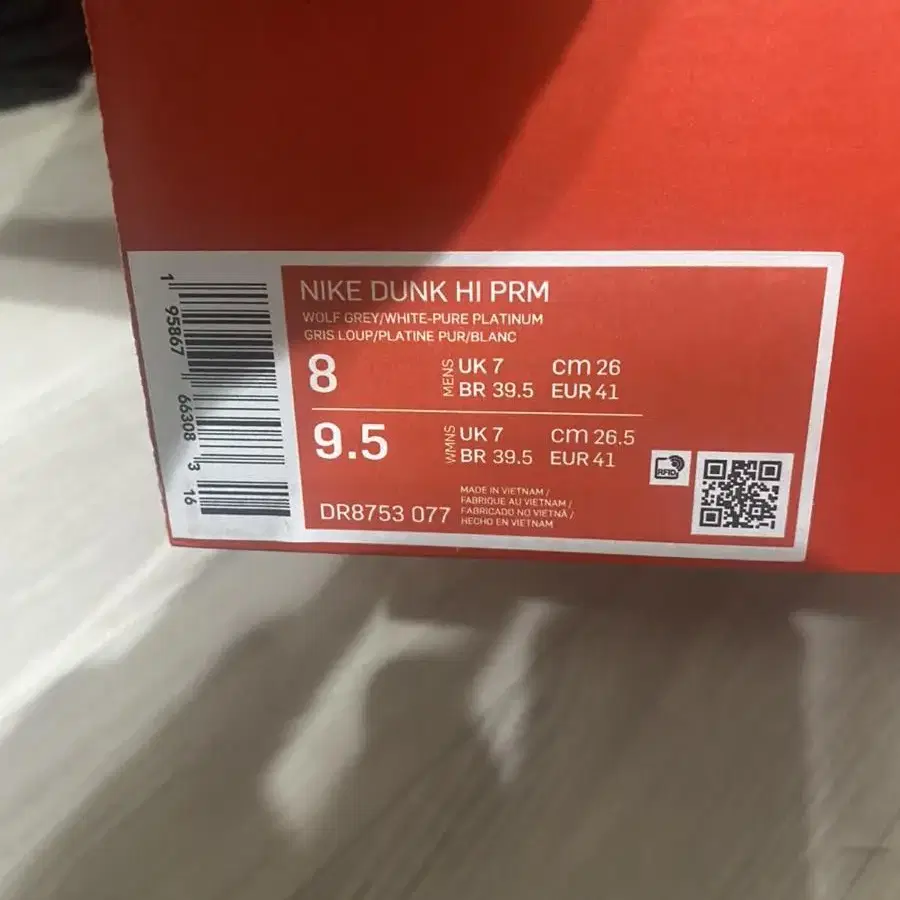 NIKE DUNK HI PRM
WOLF GREY/WHITE-PURE PLATINUM
GRIS LOUP/PLATINE PUR/BLANC
8 MENS UK 7 cm 26
BR 39.5 EUR 41
9.5 WMNS UK 7 cm 26.5
BR 39.5 EUR 41
RFID
DR8753 077
MADE IN VIETNAM /
FABRIQUE AU VIETNAM /
FABRICADO NO VIETNÃ /
HECHO EN VIETNAM
1 95867 66308 3 16